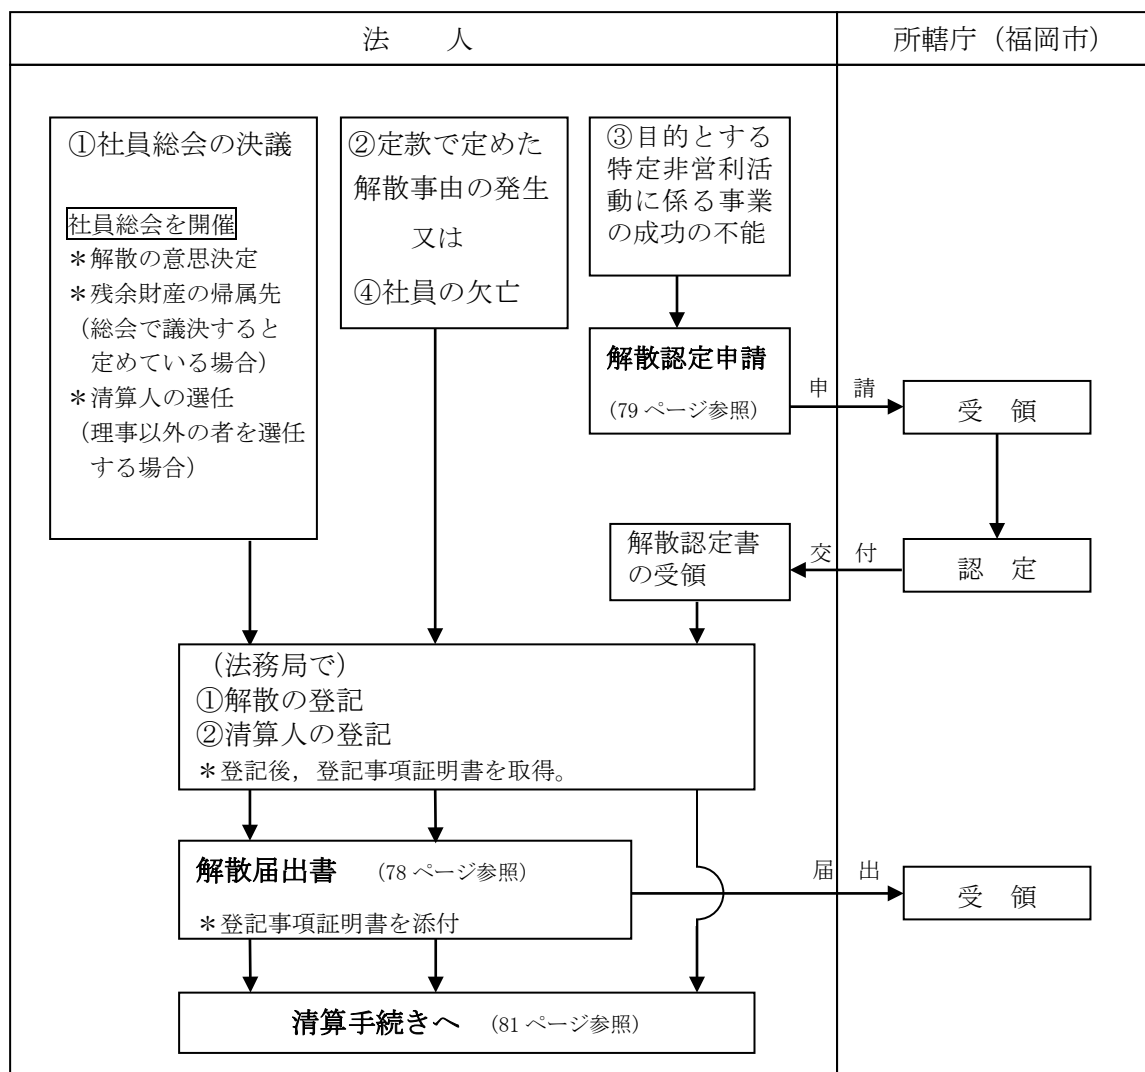 法　人
所轄庁（福岡市）
①社員総会の決議
社員総会を開催
＊解散の意思決定
＊残余財産の帰属先
（総会で議決すると
定めている場合）
＊清算人の選任
（理事以外の者を選任
する場合）
②定款で定めた
解散事由の発生
又は
④社員の欠亡
③目的とする
特定非営利活
動に係る事業
の成功の不能
解散認定申請
（79 ページ参照）
申　請
受　領
認　定
交　付
解散認定書
の受領
（法務局で）
①解散の登記
②清算人の登記
＊登記後，登記事項証明書を取得。
解散届出書　（78 ページ参照）
＊登記事項証明書を添付
届　出
受　領
清算手続きへ　（81 ページ参照）